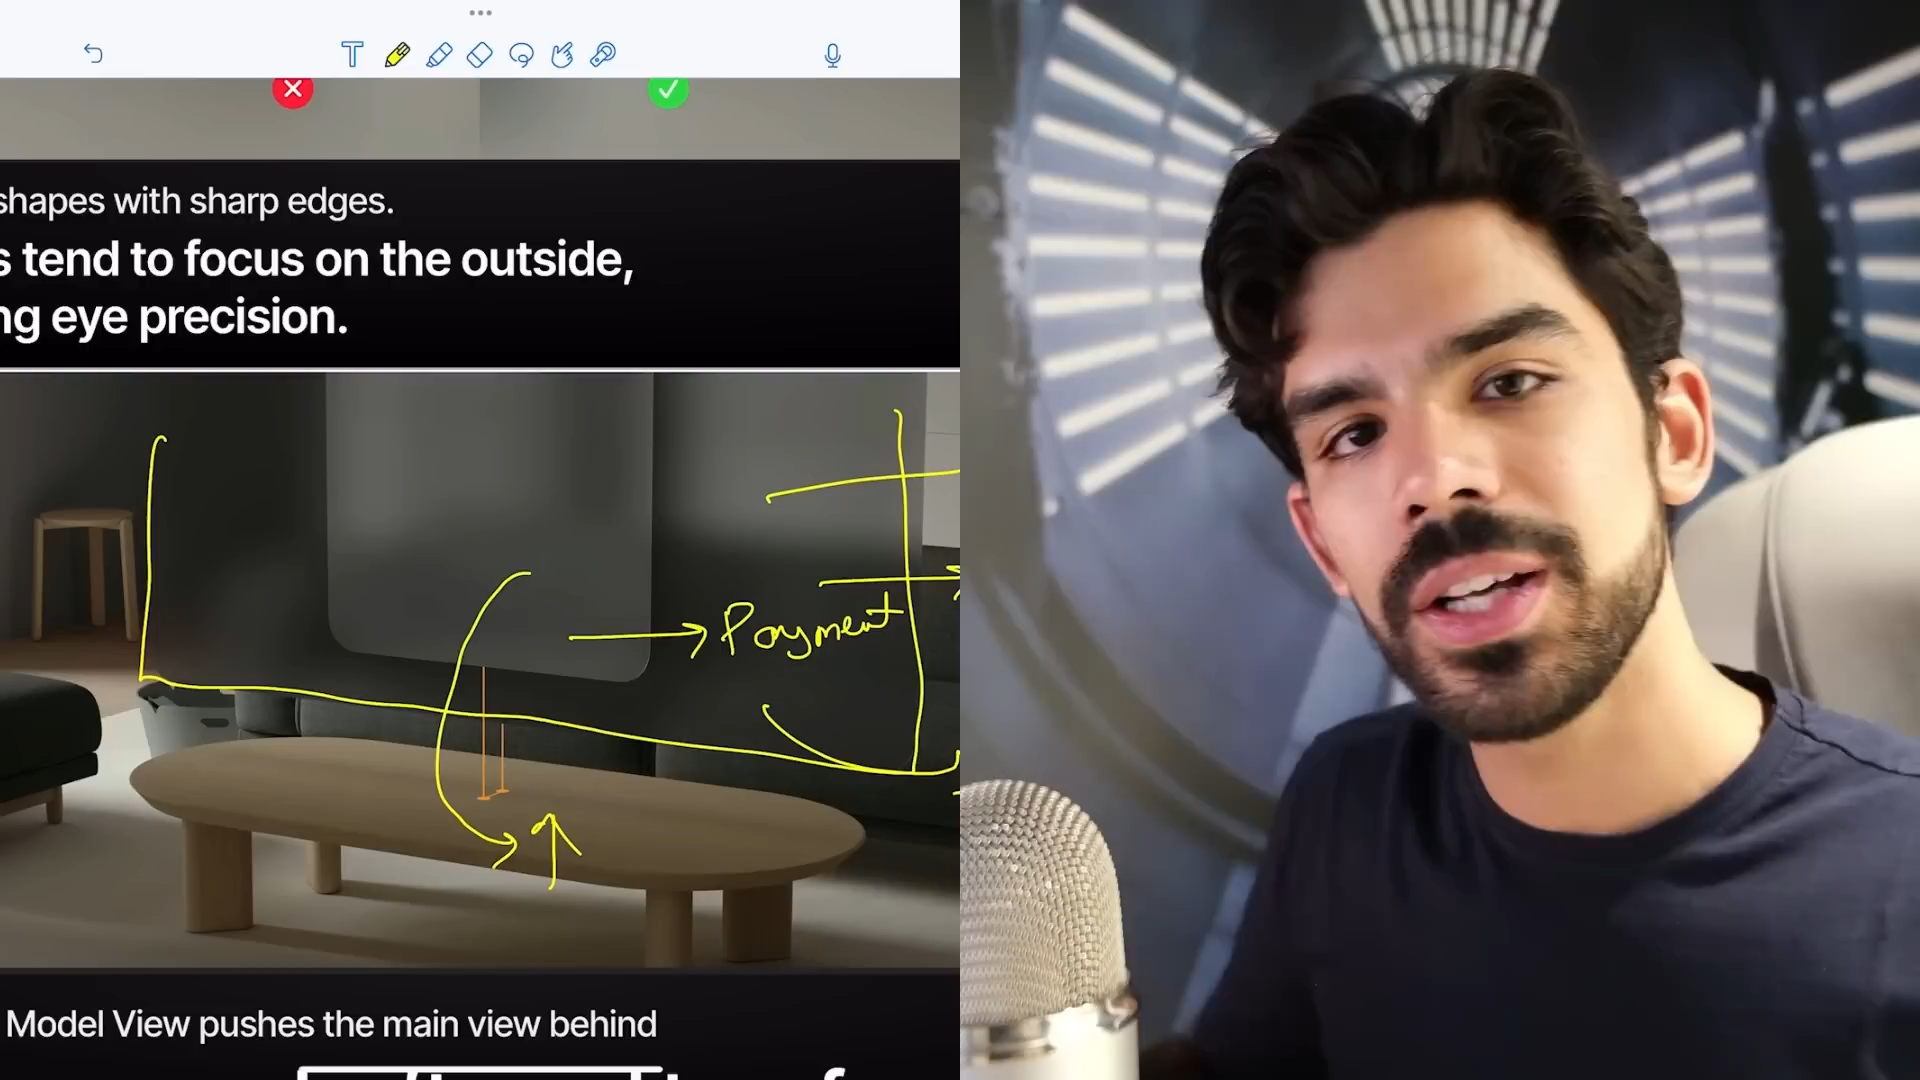 shapes with sharp edges.
s tend to focus on the outside,
ng eye precision.
Payment
Model View pushes the main view behind